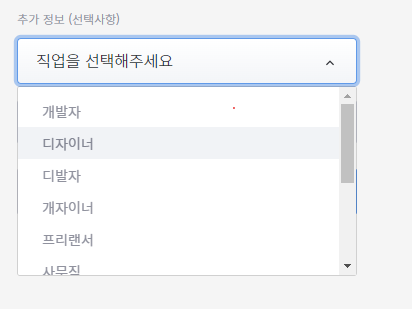 추가 정보 (선택사항)
직업을 선택해주세요
개발자
디자이너
디발자
개자이너
프리랜서
사무직